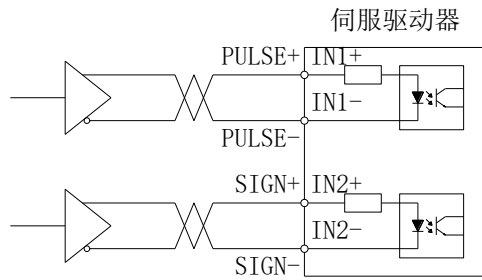 伺服驱动器
PULSE+ IN1+
IN1-
PULSE-
SIGN+ IN2+
IN2-
SIGN-